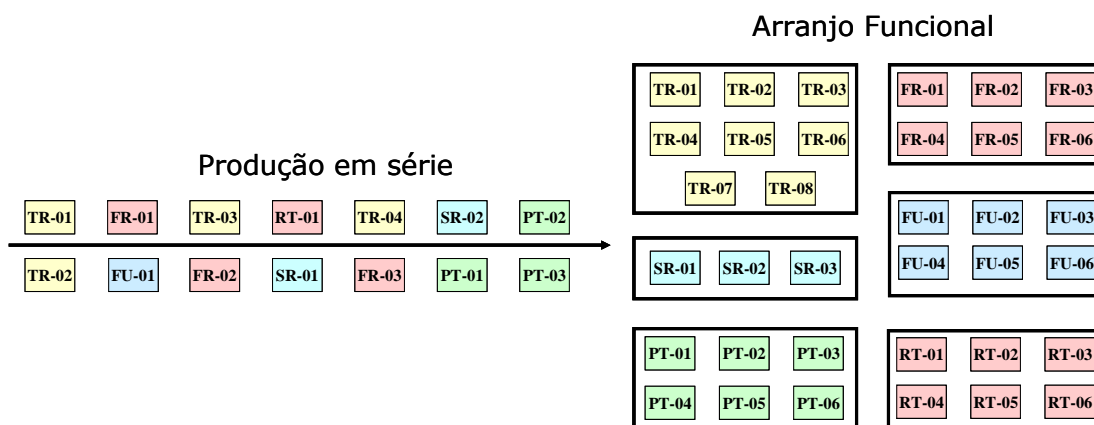 Arranjo Funcional
Produção em série
TR-01 FR-01 TR-03 RT-01 TR-04 SR-02 PT-02
TR-02 FU-01 FR-02 SR-01 FR-03 PT-01 PT-03
TR-01 TR-02 TR-03
TR-04 TR-05 TR-06
TR-07 TR-08
FR-01 FR-02 FR-03
FR-04 FR-05 FR-06
SR-01 SR-02 SR-03
FU-01 FU-02 FU-03
FU-04 FU-05 FU-06
PT-01 PT-02 PT-03
PT-04 PT-05 PT-06
RT-01 RT-02 RT-03
RT-04 RT-05 RT-06